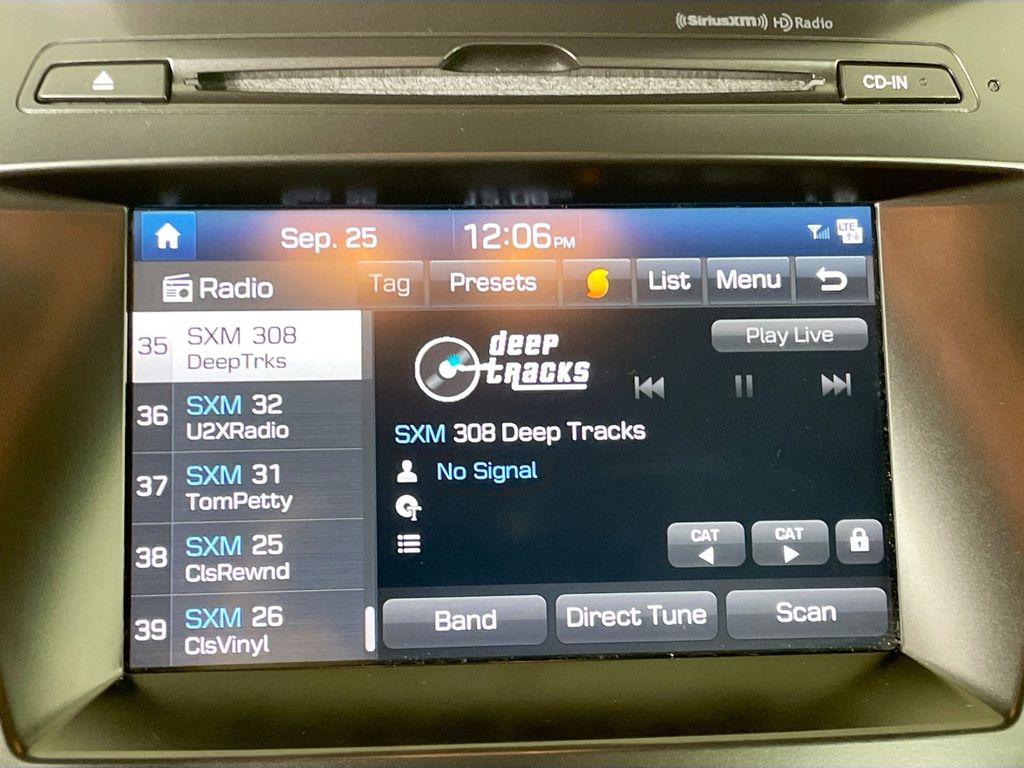 SiriusXM HD Radio
CD-IN
Sep. 25 12:06 PM LTE
Radio Tag Presets List Menu
35 SXM 308
DeepTrks
36 SXM 32
U2XRadio
37 SXM 31
TomPetty
38 SXM 25
ClsRewnd
39 SXM 26
ClsVinyl
deep
tracks
Play Live
SXM 308 Deep Tracks
No Signal
CAT CAT
Band Direct Tune Scan